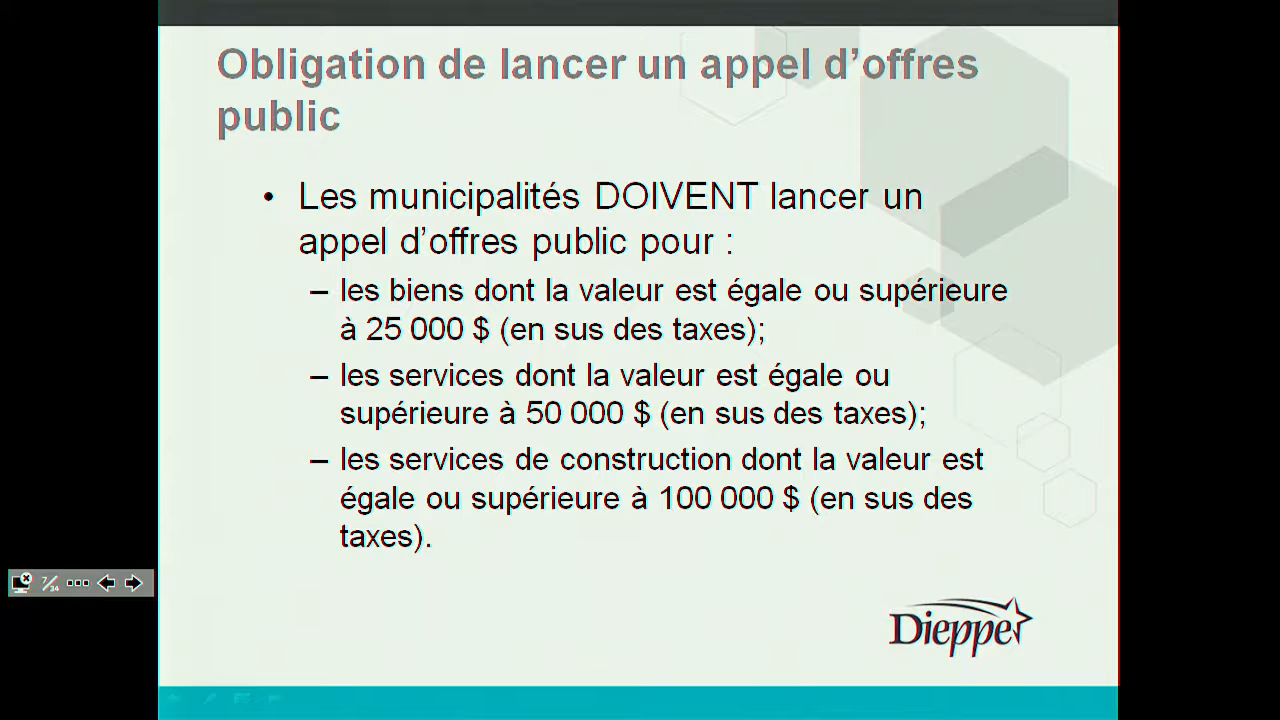 Obligation de lancer un appel d’offres
public
• Les municipalités DOIVENT lancer un
appel d’offres public pour :
– les biens dont la valeur est égale ou supérieure
à 25 000 $ (en sus des taxes);
– les services dont la valeur est égale ou
supérieure à 50 000 $ (en sus des taxes);
– les services de construction dont la valeur est
égale ou supérieure à 100 000 $ (en sus des
taxes).
7/34
Dieppe